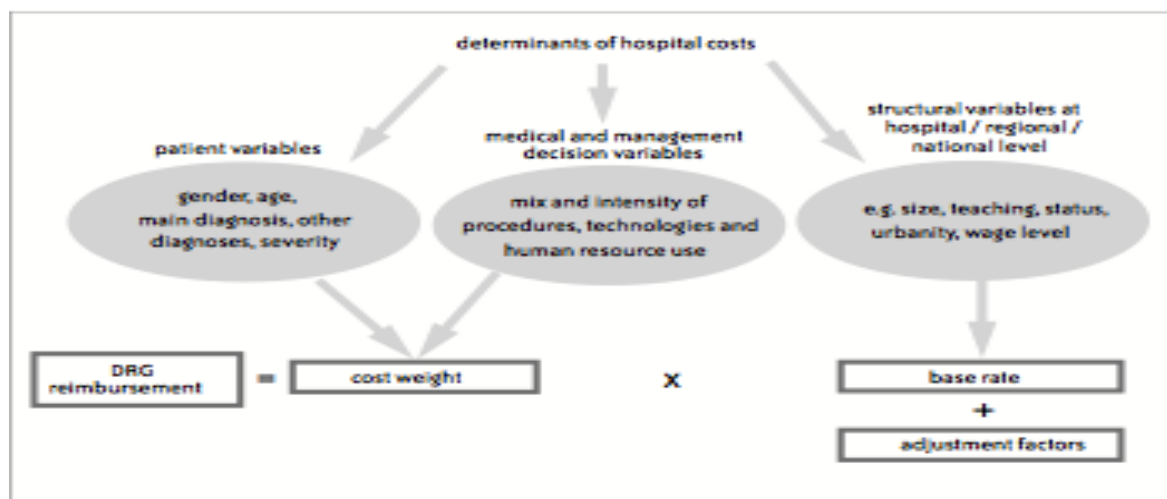 determinants of hospital costs
structural variables at
hospital / regional /
national level
medical and management
decision variables
patient variables
gender, age,
main diagnosis, other
diagnoses, severity
mix and intensity of
procedures, technologies and
human resource use
e.g. size, teaching, status,
urbanity, wage level
DRG
reimbursement
=
cost weight
x
base rate
+
adjustment factors